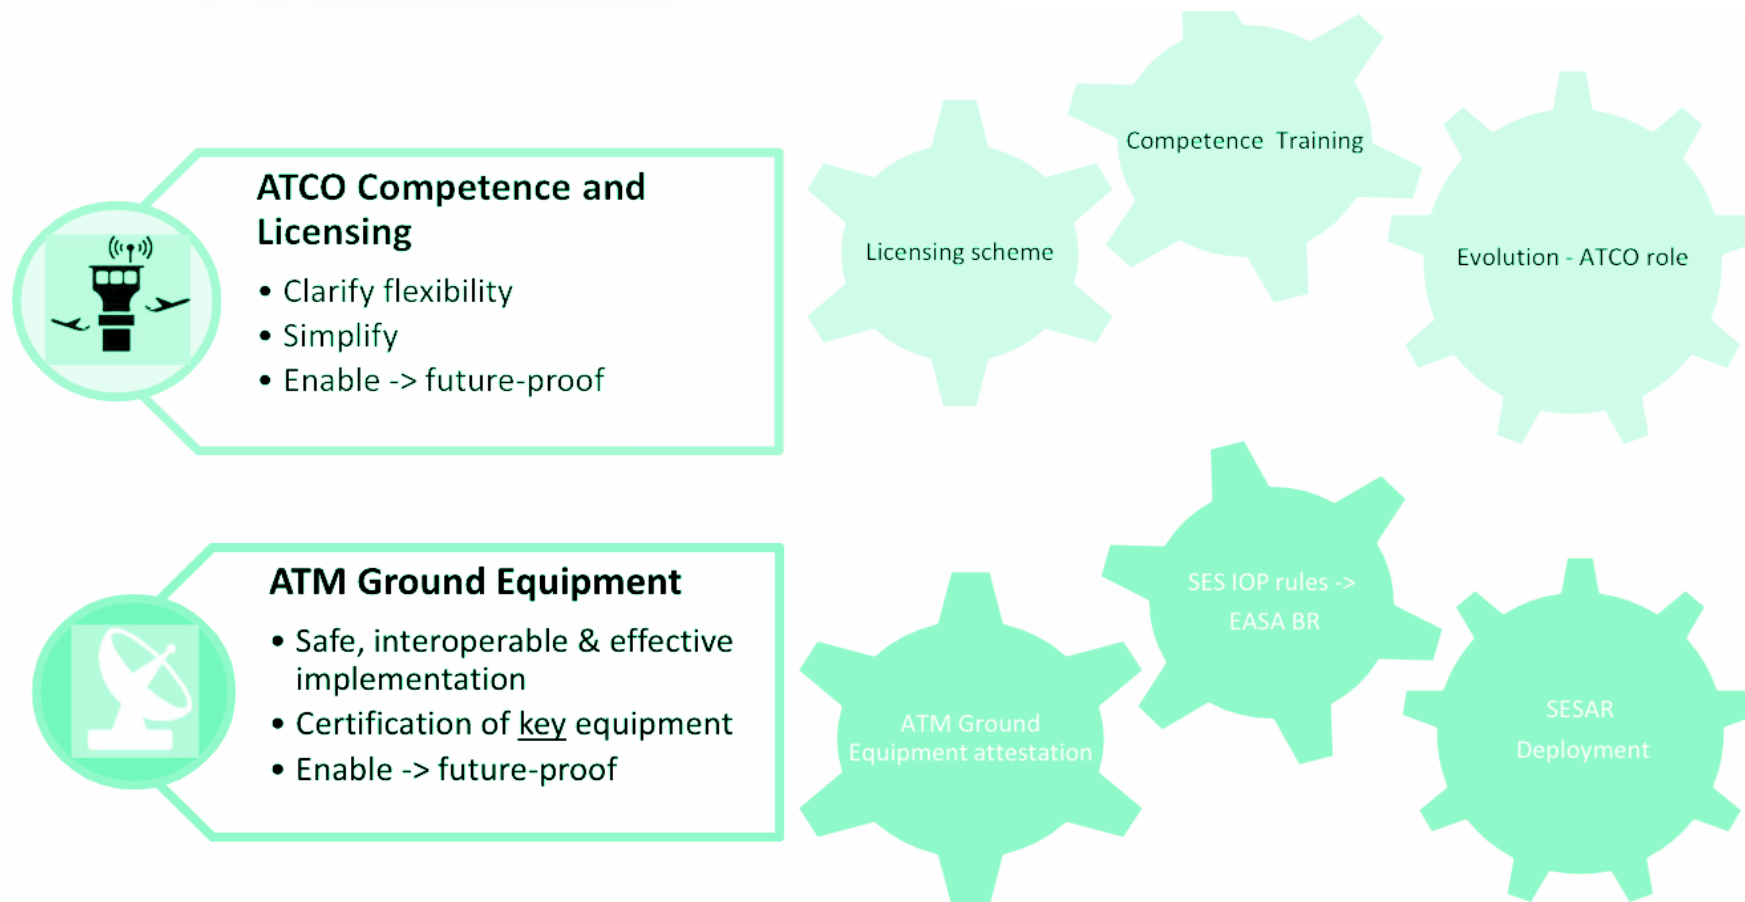 ATCO Competence and
Licensing
• Clarify flexibility
• Simplify
• Enable -> future-proof
Licensing scheme
Competence Training
Evolution - ATCO role
ATM Ground Equipment
• Safe, interoperable & effective
implementation
• Certification of key equipment
• Enable -> future-proof
ATM Ground
Equipment attestation
SES IOP rules ->
EASA BR
SESAR
Deployment